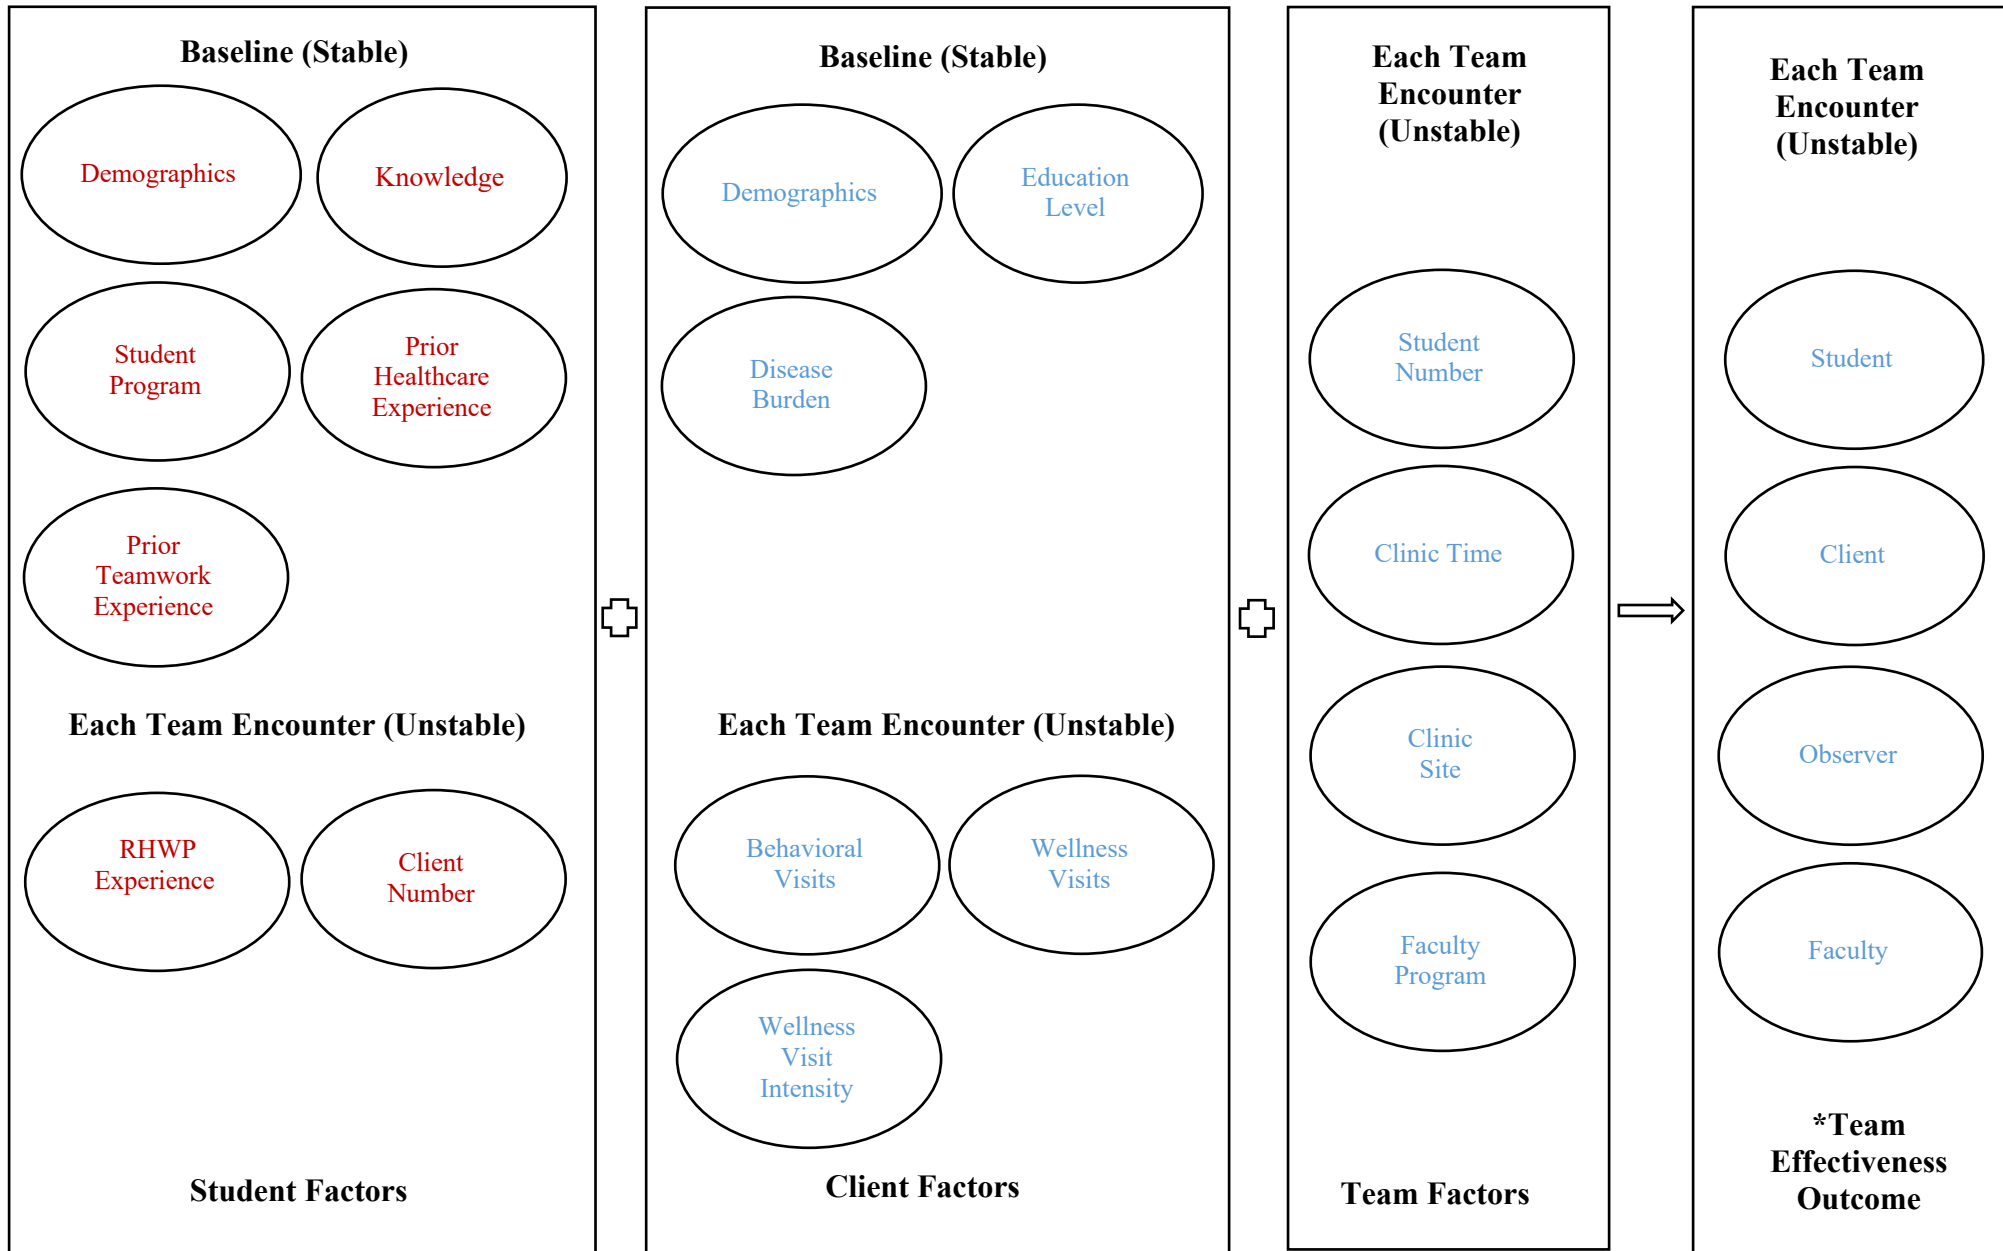 Baseline (Stable)
Demographics
Knowledge
Student
Program
Prior
Healthcare
Experience
Prior
Teamwork
Experience
Each Team Encounter (Unstable)
RHWP
Experience
Client
Number
Student Factors
Baseline (Stable)
Demographics
Education
Level
Disease
Burden
Each Team Encounter (Unstable)
Behavioral
Visits
Wellness
Visits
Wellness
Visit
Intensity
Client Factors
Each Team
Encounter
(Unstable)
Student
Number
Clinic Time
Clinic
Site
Faculty
Program
Team Factors
Each Team
Encounter
(Unstable)
Student
Client
Observer
Faculty
*Team
Effectiveness
Outcome